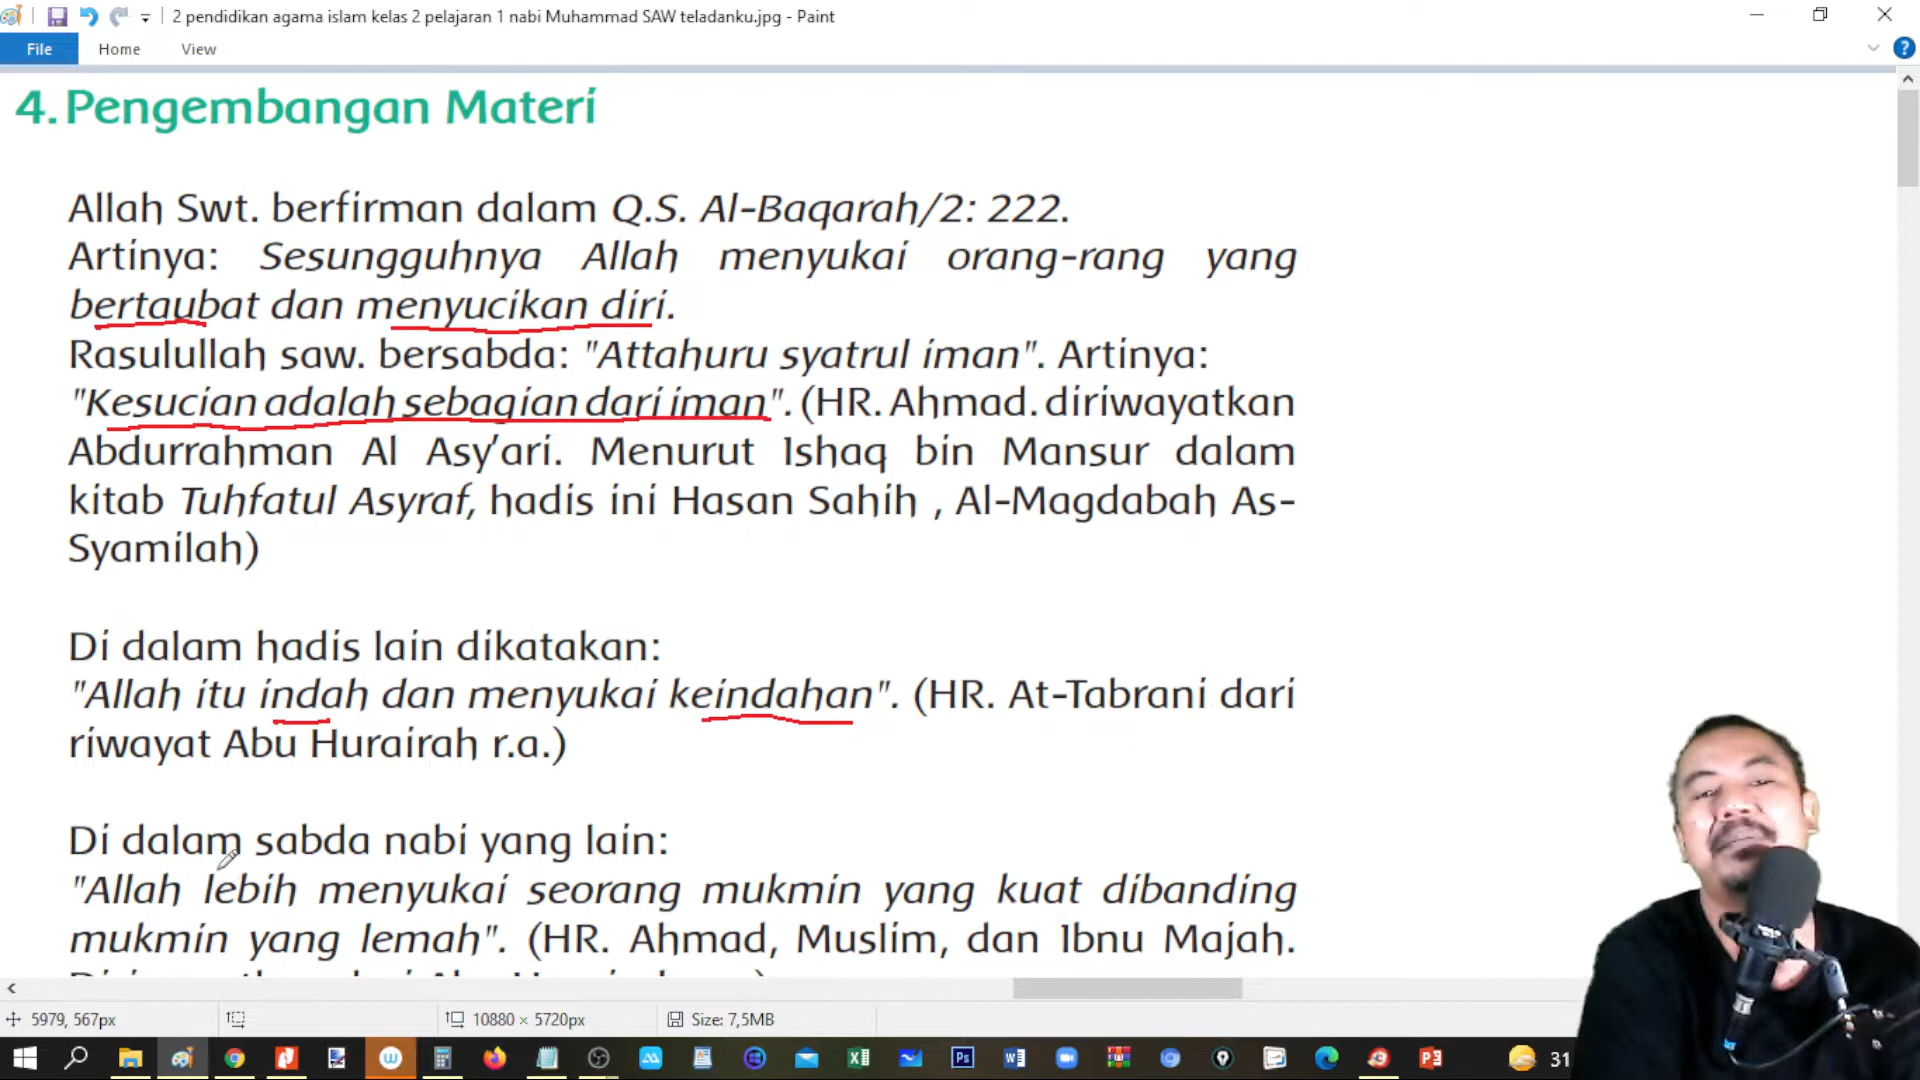 2 pendidikan agama islam kelas 2 pelajaran 1 nabi Muhammad SAW teladanku.jpg - Paint
File Home View
4. Pengembangan Materi
Allah Swt. berfirman dalam Q.S. Al-Baqarah/2: 222.
Artinya: Sesungguhnya Allah menyukai orang-rang yang
bertaubat dan menyucikan diri.
Rasulullah saw. bersabda: "Attahuru syatrul iman". Artinya:
"Kesucian adalah sebagian dari iman". (HR. Ahmad. diriwayatkan
Abdurrahman Al Asy'ari. Menurut Ishaq bin Mansur dalam
kitab Tuhfatul Asyraf, hadis ini Hasan Sahih , Al-Magdabah As-
Syamilah)
Di dalam hadis lain dikatakan:
"Allah itu indah dan menyukai keindahan". (HR. At-Tabrani dari
riwayat Abu Hurairah r.a.)
Di dalam sabda nabi yang lain:
"Allah lebih menyukai seorang mukmin yang kuat dibanding
mukmin yang lemah". (HR. Ahmad, Muslim, dan Ibnu Majah.
5979, 567px 10880 × 5720px Size: 7,5MB
31